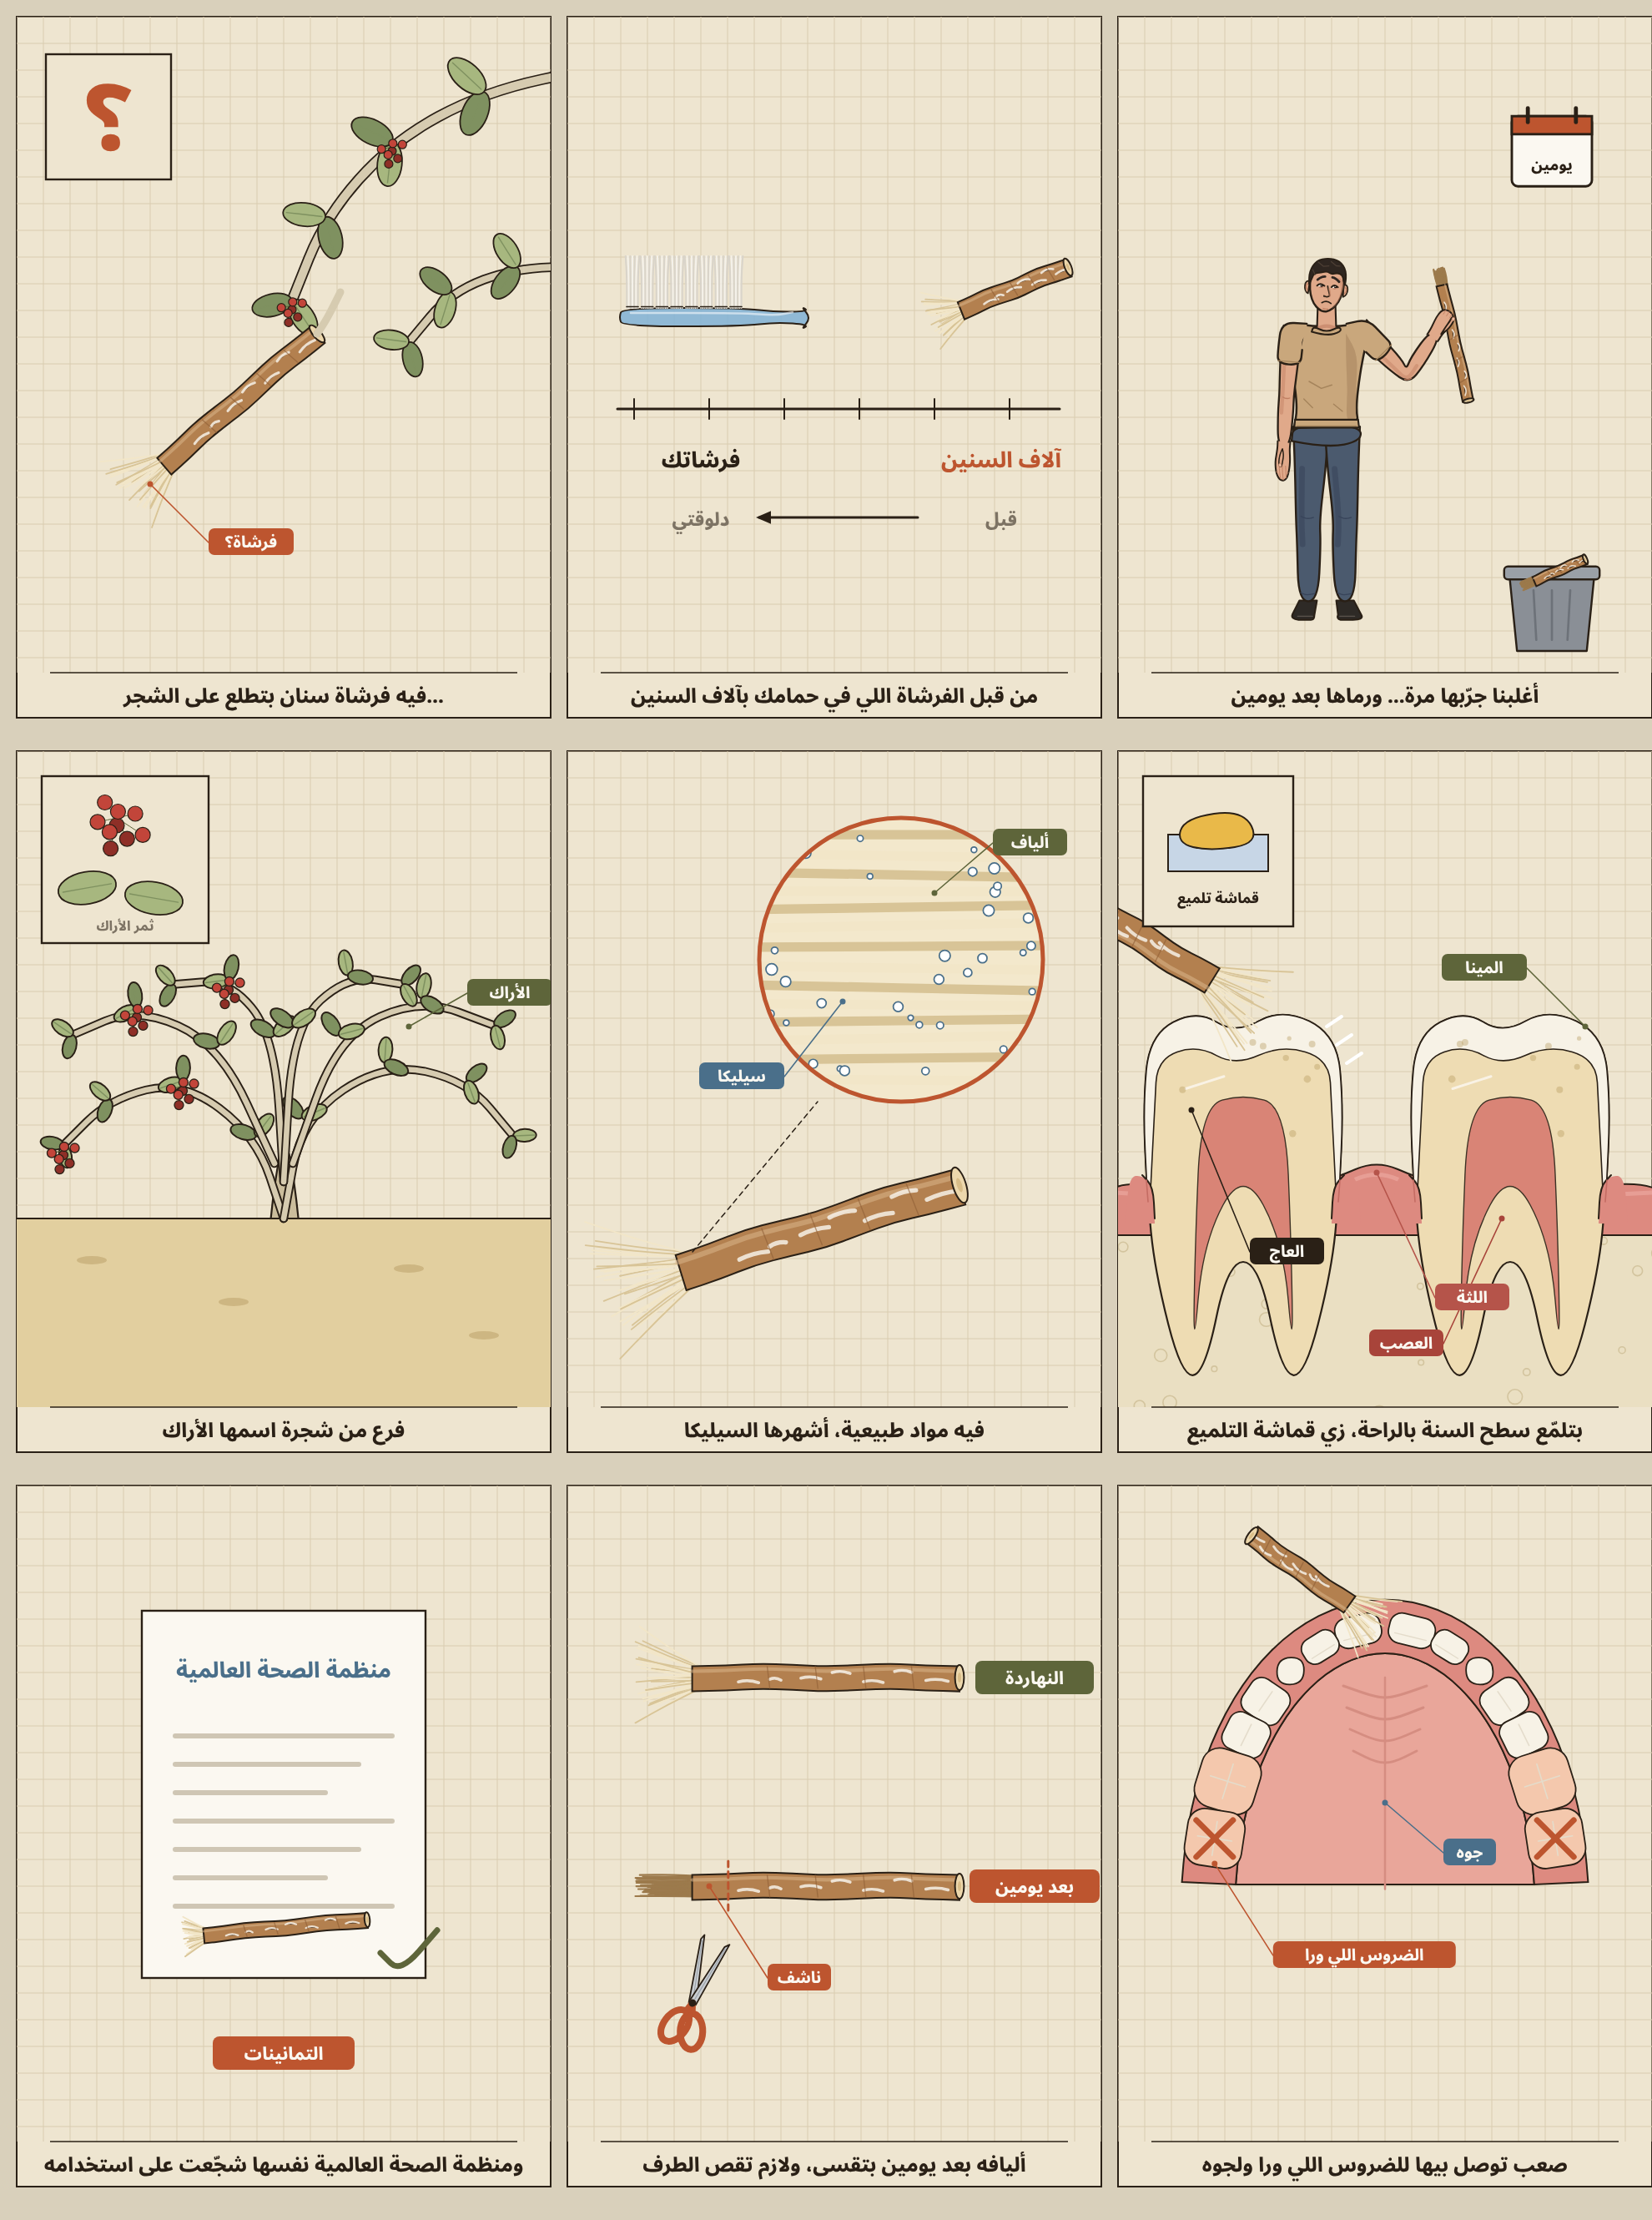 ؟
فرشاة؟
...فيه فرشاة سنان بتطلع على الشجر
آلاف السنين
فرشاتك
قبل
دلوقتي
من قبل الفرشاة اللي في حمامك بآلاف السنين
يومين
أغلبنا جرّبها مرة... ورماها بعد يومين
ثمر الأراك
الأراك
فرع من شجرة اسمها الأراك
ألياف
سيليكا
فيه مواد طبيعية، أشهرها السيليكا
قماشة تلميع
المينا
العاج
اللثة
العصب
بتلمّع سطح السنة بالراحة، زي قماشة التلميع
منظمة الصحة العالمية
التمانينات
ومنظمة الصحة العالمية نفسها شجّعت على استخدامه
النهاردة
بعد يومين
ناشف
أليافه بعد يومين بتقسى، ولازم تقص الطرف
جوه
الضروس اللي ورا
صعب توصل بيها للضروس اللي ورا ولجوه